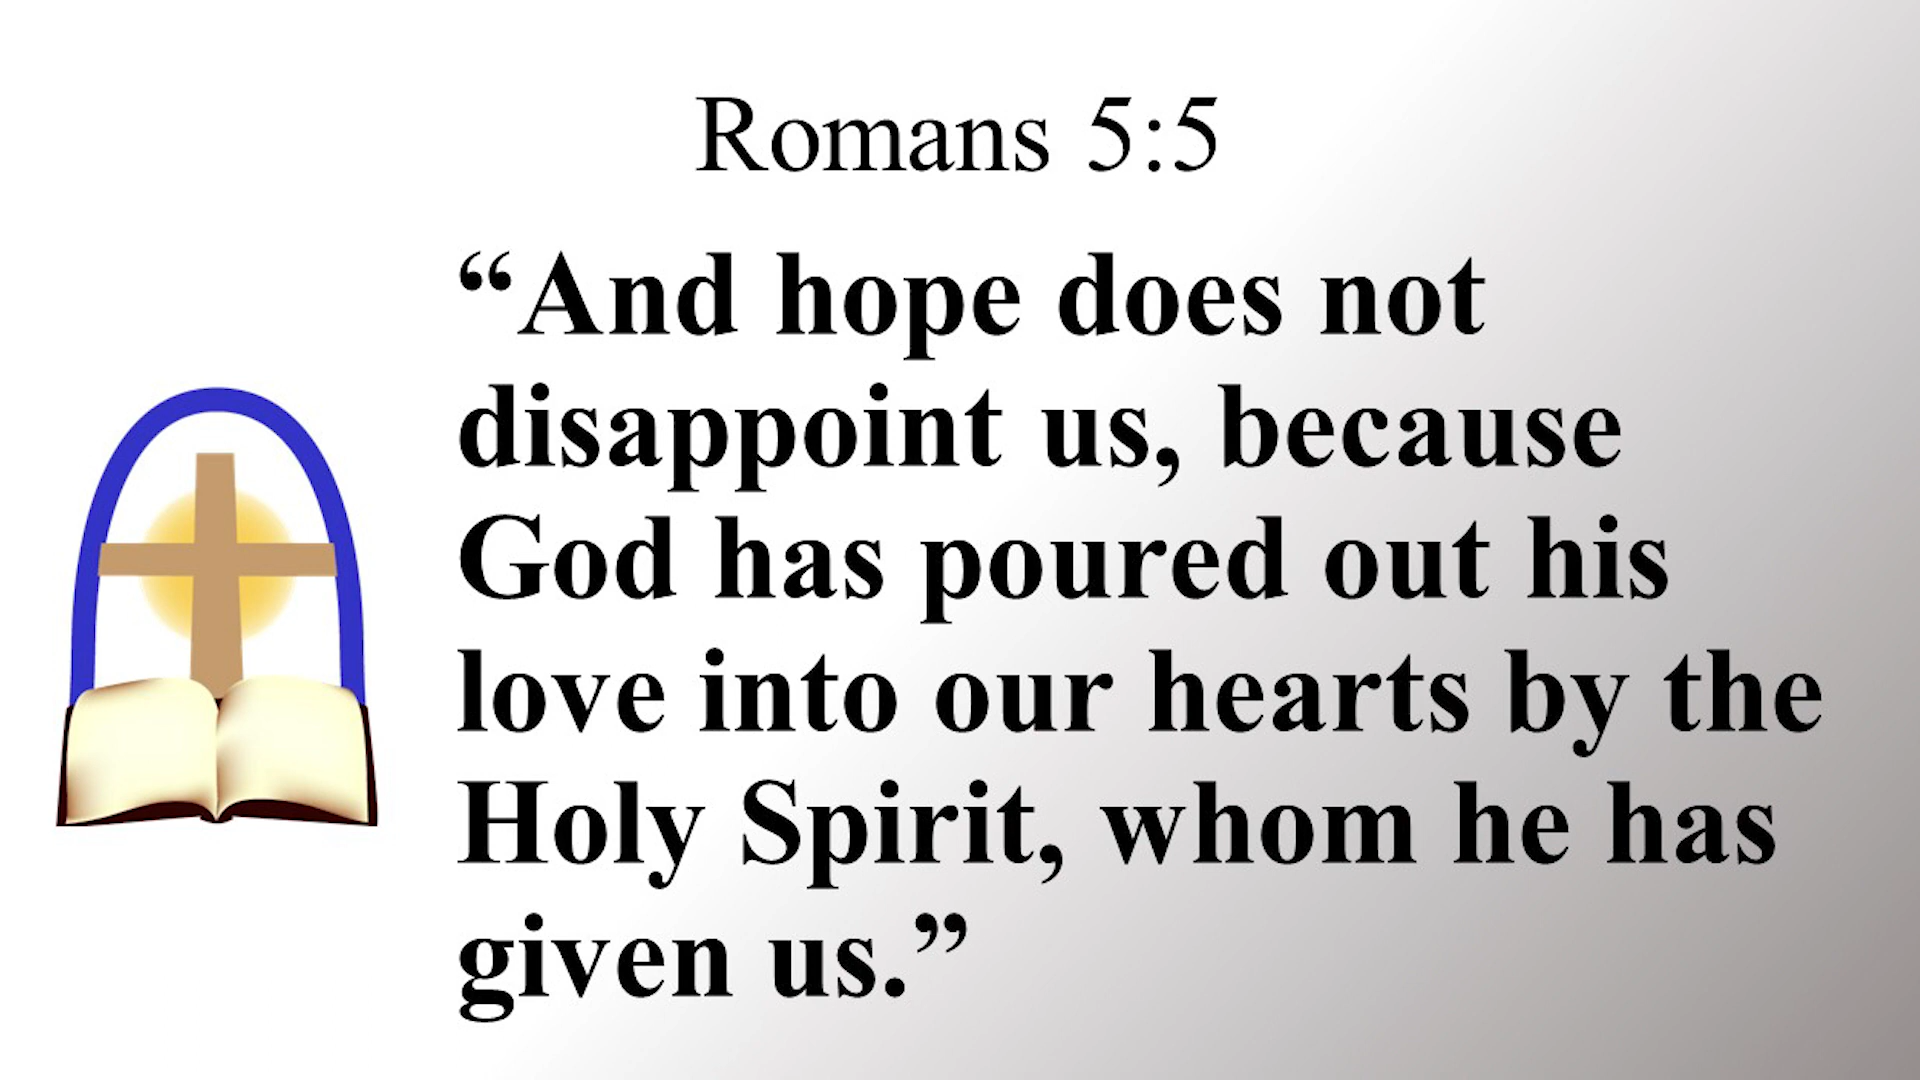 Romans 5:5
“And hope does not
disappoint us, because
God has poured out his
love into our hearts by the
Holy Spirit, whom he has
given us.”